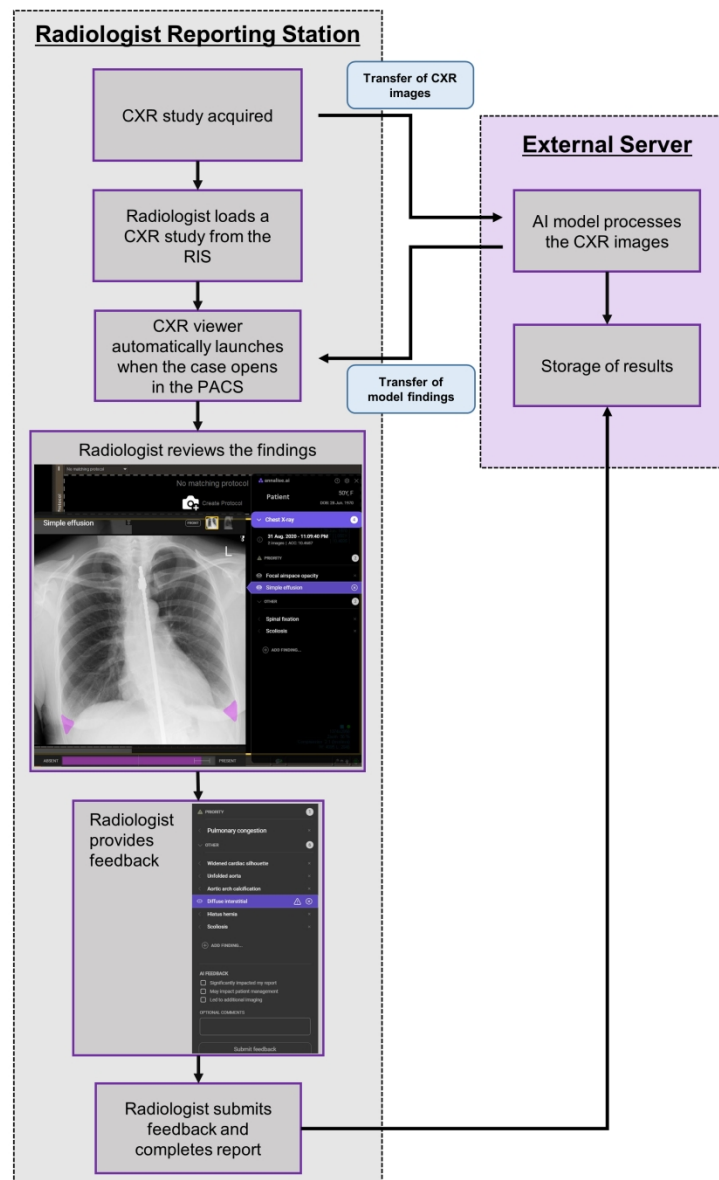 Radiologist Reporting Station
Transfer of CXR
images
CXR study acquired
External Server
Radiologist loads a
CXR study from the
RIS
AI model processes
the CXR images
CXR viewer
automatically launches
when the case opens
in the PACS
Transfer of
model findings
Storage of results
Radiologist reviews the findings
No matching protocol
No matching protocol
Create Protocol
annalise.ai
Patient
50Y, F
Simple effusion
FRONT
L
Chest X-ray
31 Aug. 2020 - 11:09:40 PM
PRIORITY
Focal airspace opacity
Simple effusion
OTHER
Spinal fixation
Scoliosis
ADD FINDING...
ABSENT
PRESENT
Radiologist
provides
feedback
PRIORITY
Pulmonary congestion
OTHER
Widened cardiac silhouette
Unfolded aorta
Aortic arch calcification
Diffuse interstitial
Hiatus hernia
Scoliosis
ADD FINDING...
AI FEEDBACK
Significantly impacted my report
May impact patient management
Led to additional imaging
OPTIONAL COMMENTS
Submit feedback
Radiologist submits
feedback and
completes report